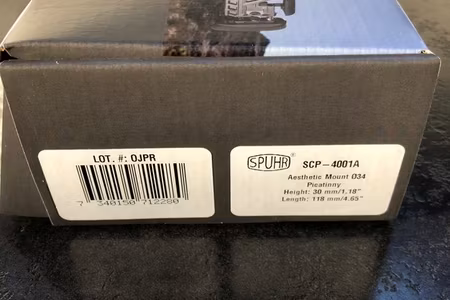 LOT. #: OJPR
7 340150 712280
SPUHR®
SCP-4001A
Aesthetic Mount Ø34
Picatinny
Height: 30 mm/1.18"
Length: 118 mm/4.65"